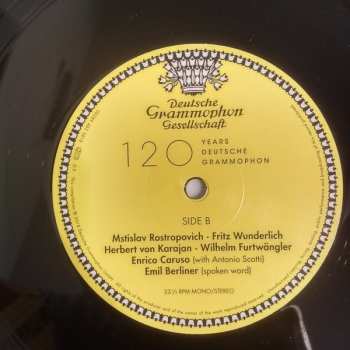 Deutsche
Grammophon
Gesellschaft
120 YEARS
DEUTSCHE
GRAMMOPHON
SIDE B
Mstislav Rostropovich - Fritz Wunderlich
Herbert von Karajan - Wilhelm Furtwängler
Enrico Caruso (with Antonio Scotti)
Emil Berliner (spoken word)
33⅓ RPM-MONO/STEREO